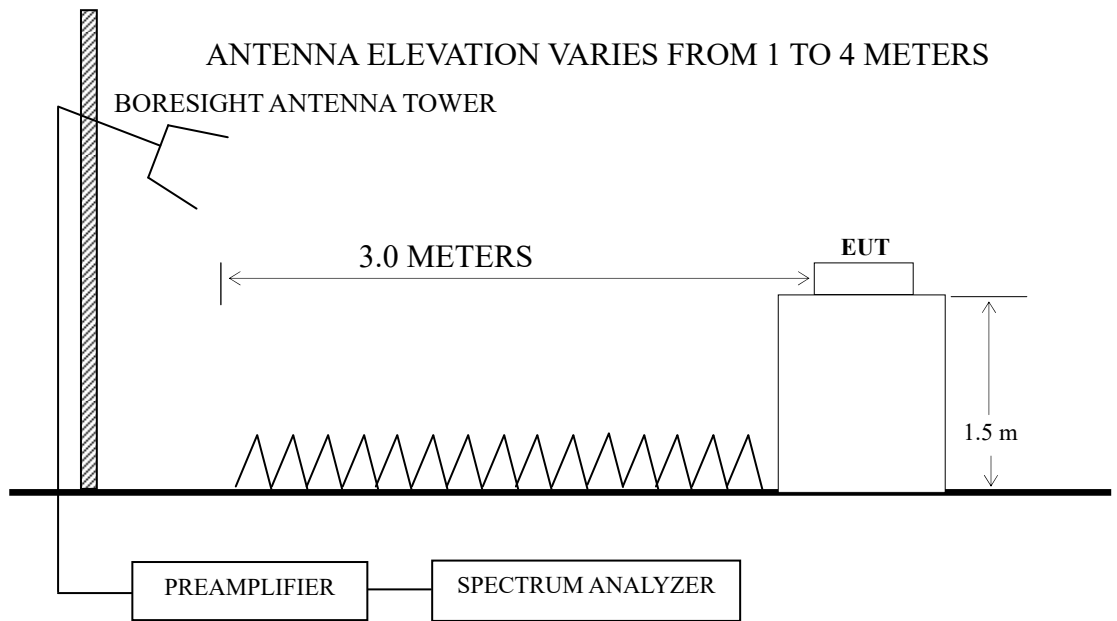 ANTENNA ELEVATION VARIES FROM 1 TO 4 METERS
BORESIGHT ANTENNA TOWER
3.0 METERS
EUT
1.5 m
PREAMPLIFIER
SPECTRUM ANALYZER